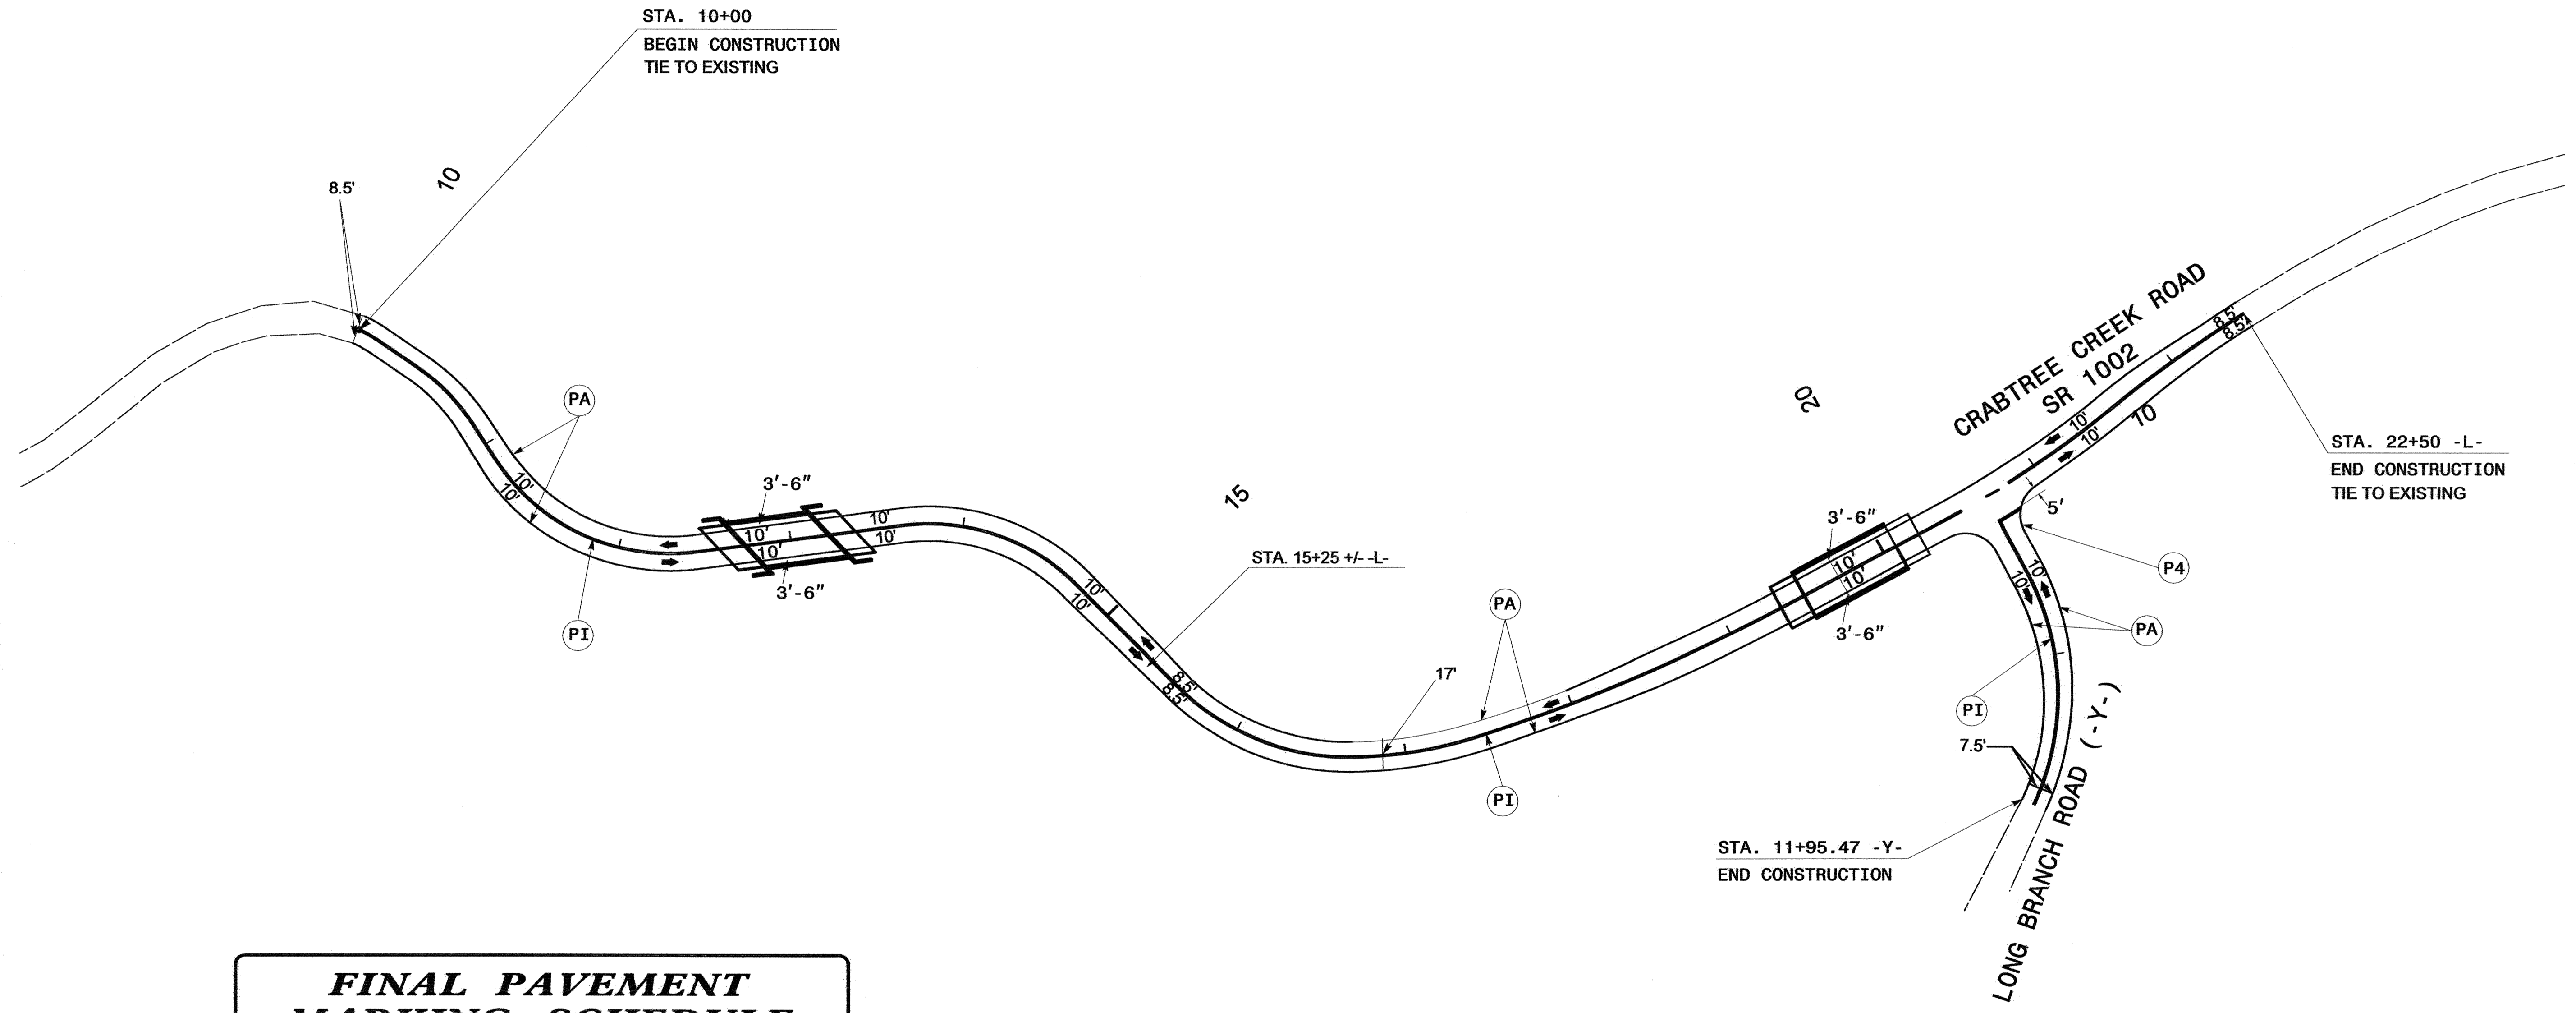 STA. 10+00
BEGIN CONSTRUCTION
TIE TO EXISTING
10
8.5'
PA
10'
10'
PI
3'-6"
10'
10'
3'-6"
10'
10'
15
STA. 15+25 +/- -L-
10'
10'
8.5'
8.5'
17'
PA
PI
20
3'-6"
10'
10'
3'-6"
CRABTREE CREEK ROAD
SR 1002
10'
10'
10
8.5'
8.5'
STA. 22+50 -L-
END CONSTRUCTION
TIE TO EXISTING
5'
P4
10'
10'
PA
PI
7.5'
LONG BRANCH ROAD (-Y-)
STA. 11+95.47 -Y-
END CONSTRUCTION
FINAL PAVEMENT
MARKING SCHEDULE